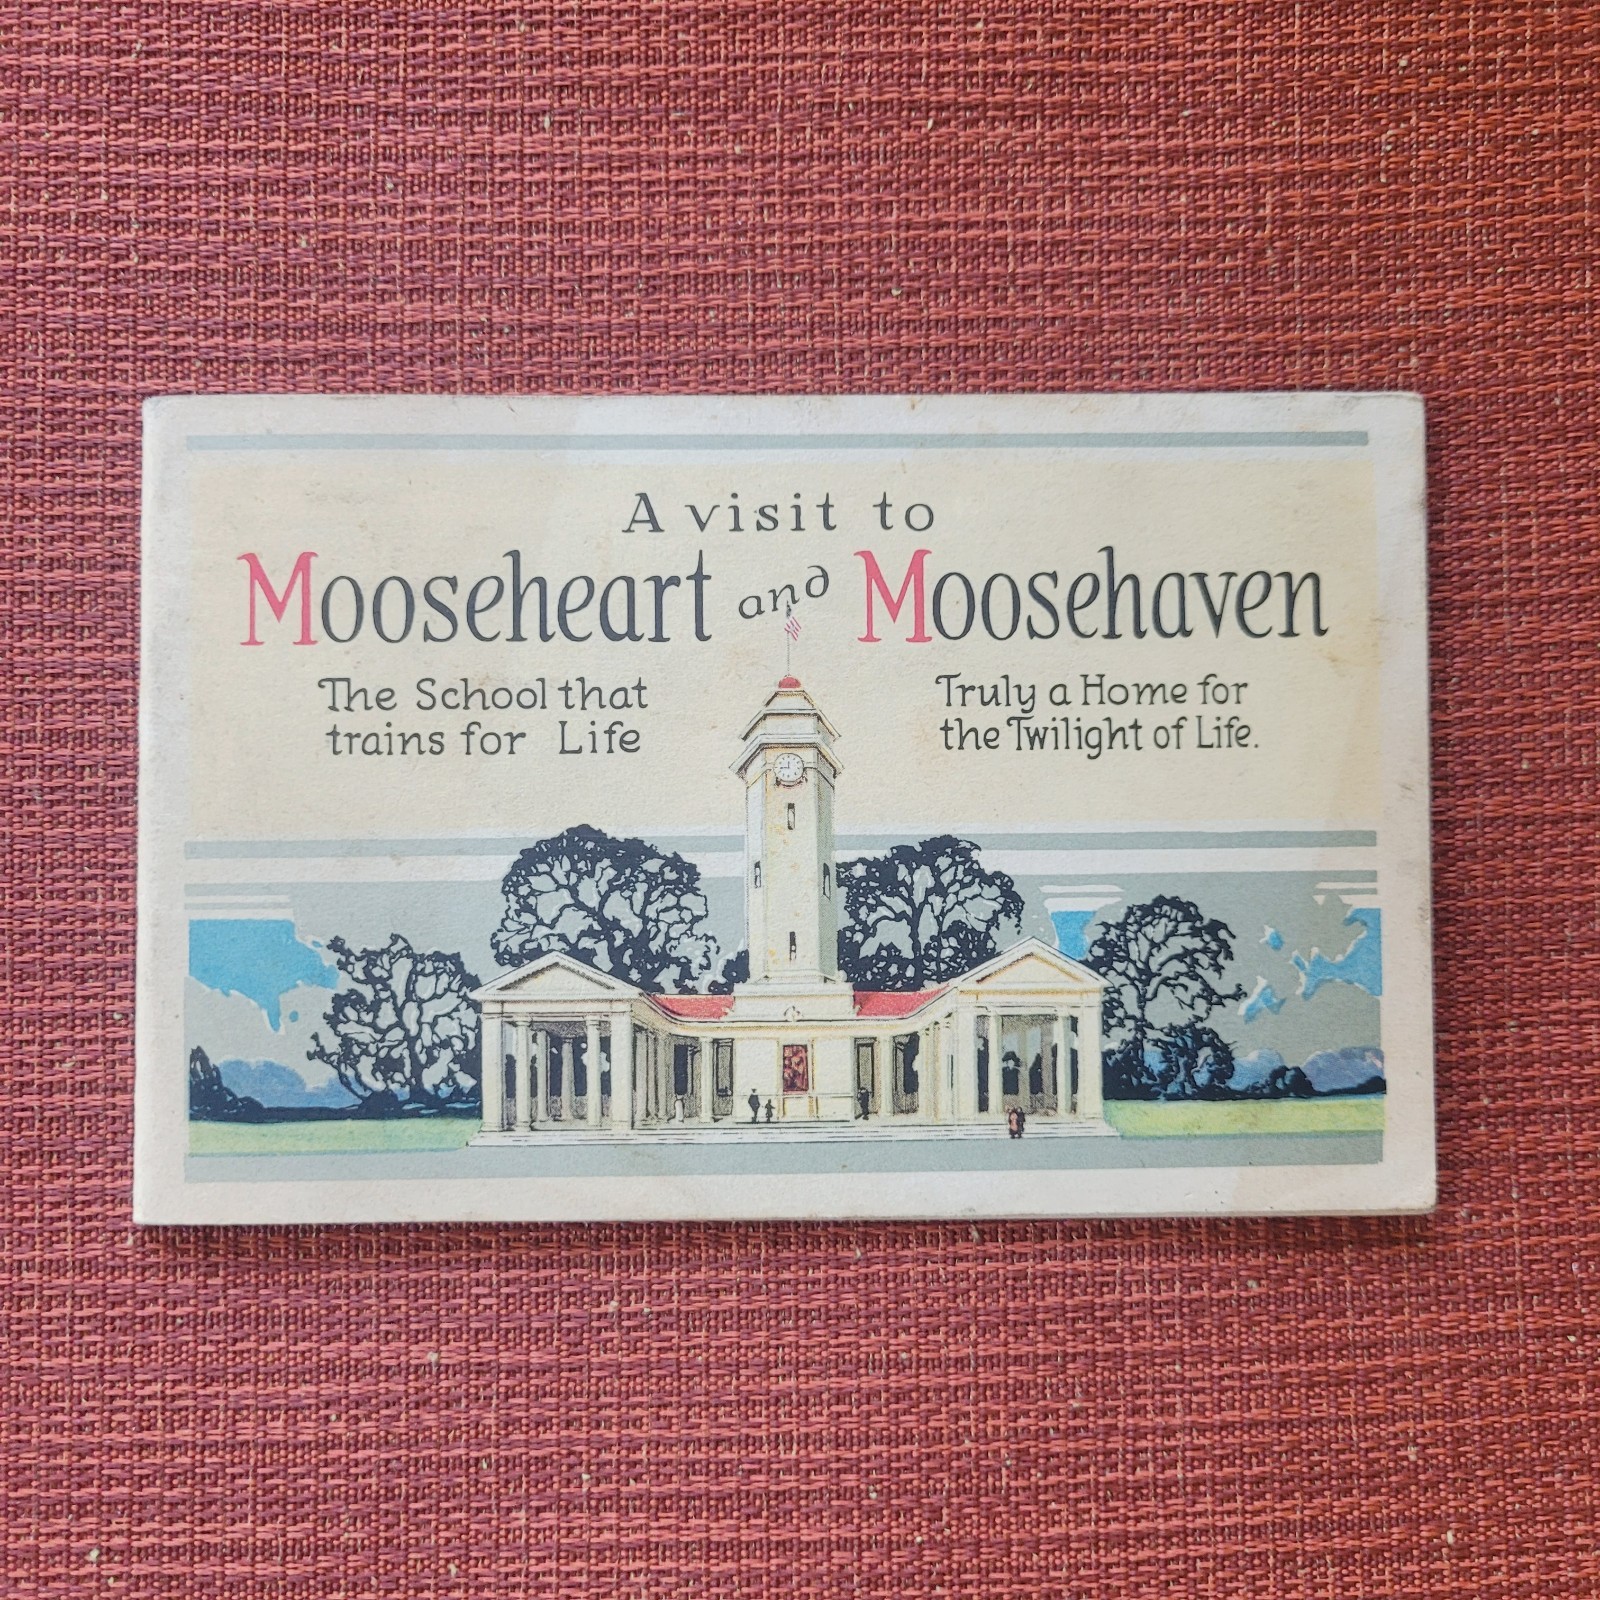 A visit to
Mooseheart and Moosehaven
The School that
trains for Life
Truly a Home for
the Twilight of Life.